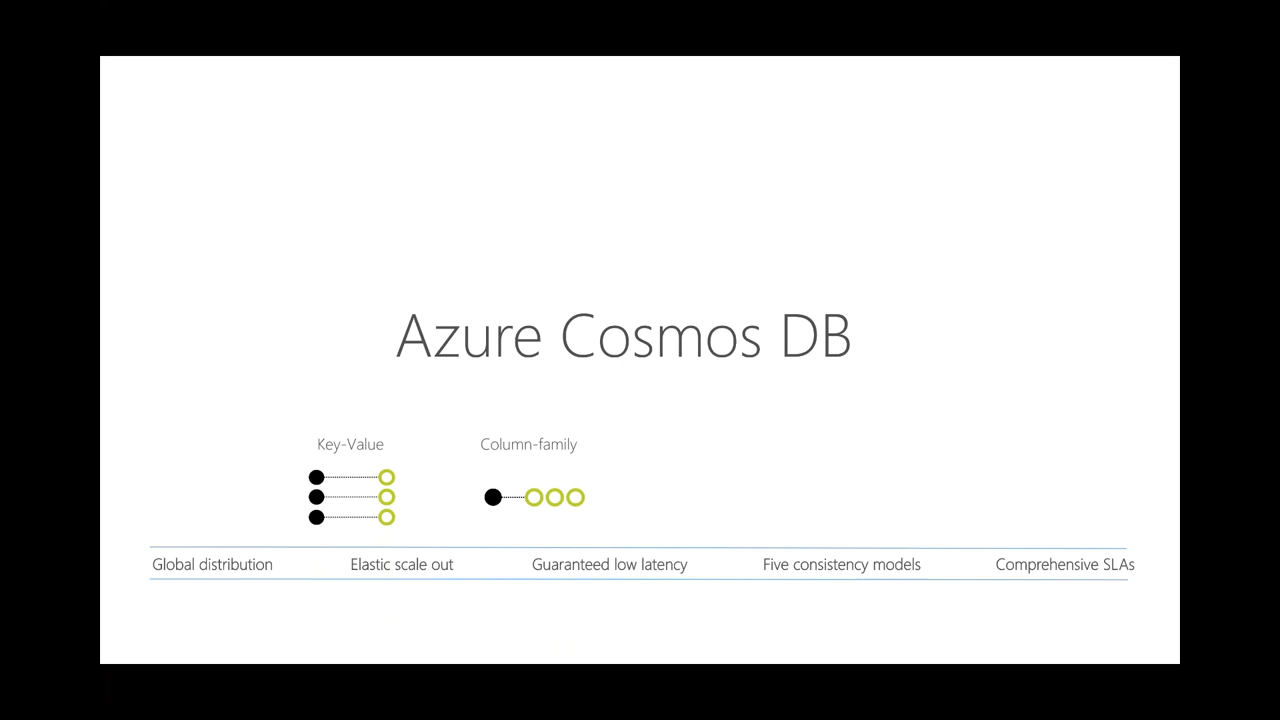 Azure Cosmos DB
Key-Value Column-family
Global distribution Elastic scale out Guaranteed low latency Five consistency models Comprehensive SLAs